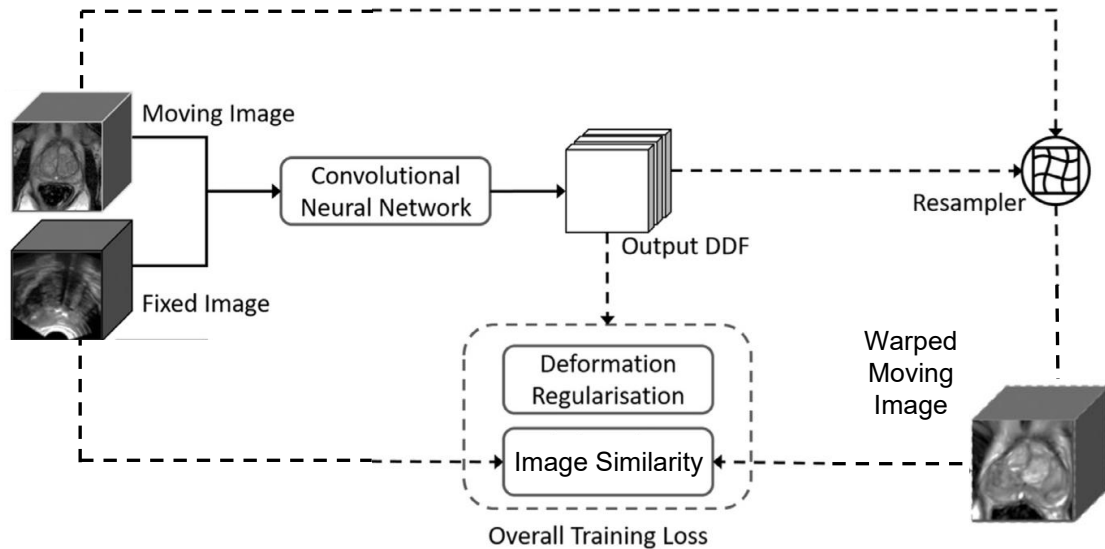 Moving Image
Convolutional
Neural Network
Resampler
Output DDF
Fixed Image
Warped
Moving
Image
Deformation
Regularisation
Image Similarity
Overall Training Loss